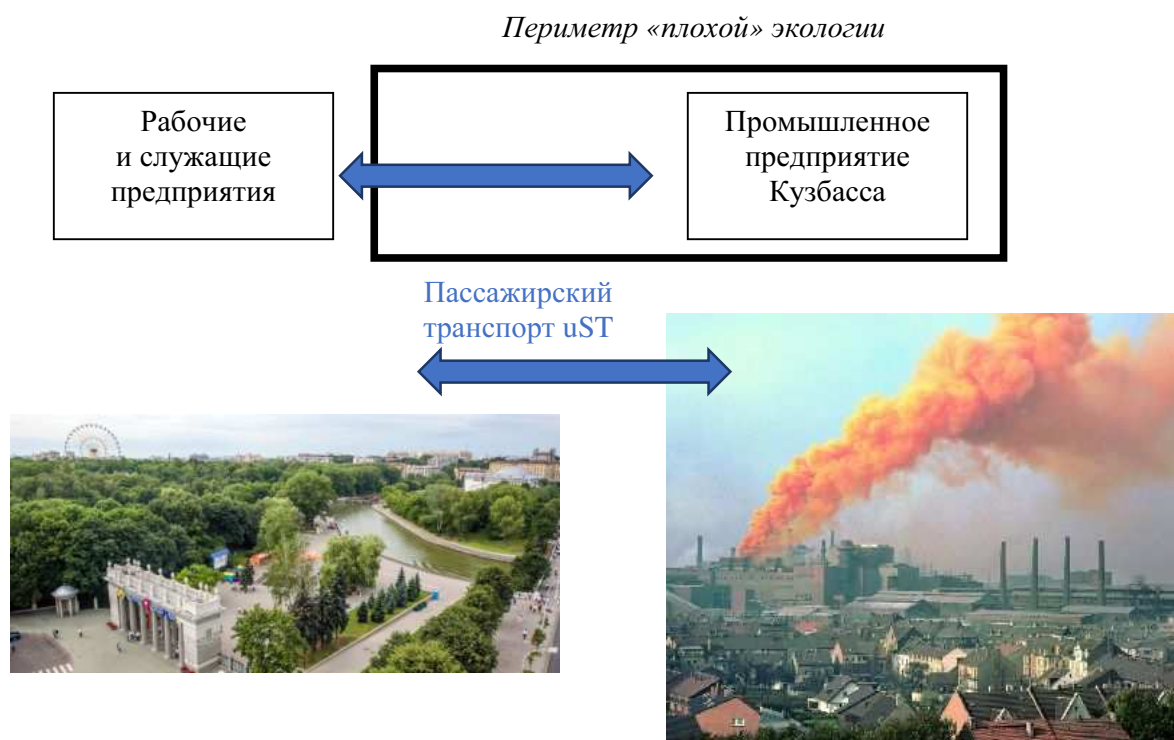 Периметр «плохой» экологии
Рабочие
и служащие
предприятия
Промышленное
предприятие
Кузбасса
Пассажирский
транспорт uST